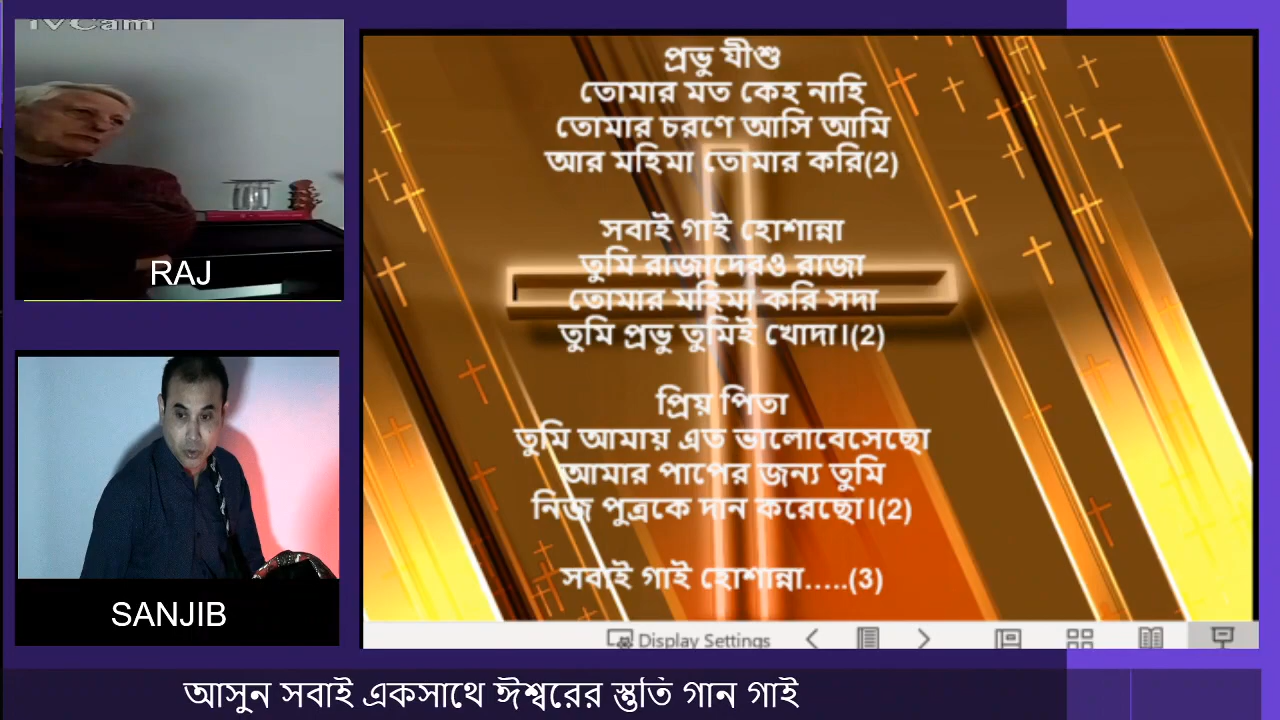 iVCam
RAJ
SANJIB
প্রভু যীশু
তোমার মত কেহ নাহি
তোমার চরণে আসি আমি
আর মহিমা তোমার করি(2)
সবাই গাই হোশান্না
তুমি রাজাদেরও রাজা
তোমার মহিমা করি সদা
তুমি প্রভু তুমিই খোদা।(2)
প্রিয় পিতা
তুমি আমায় এত ভালোবেসেছো
আমার পাপের জন্য তুমি
নিজ পুত্রকে দান করেছো।(2)
সবাই গাই হোশান্না.....(3)
Display Settings
আসুন সবাই একসাথে ঈশ্বরের স্তুতি গান গাই